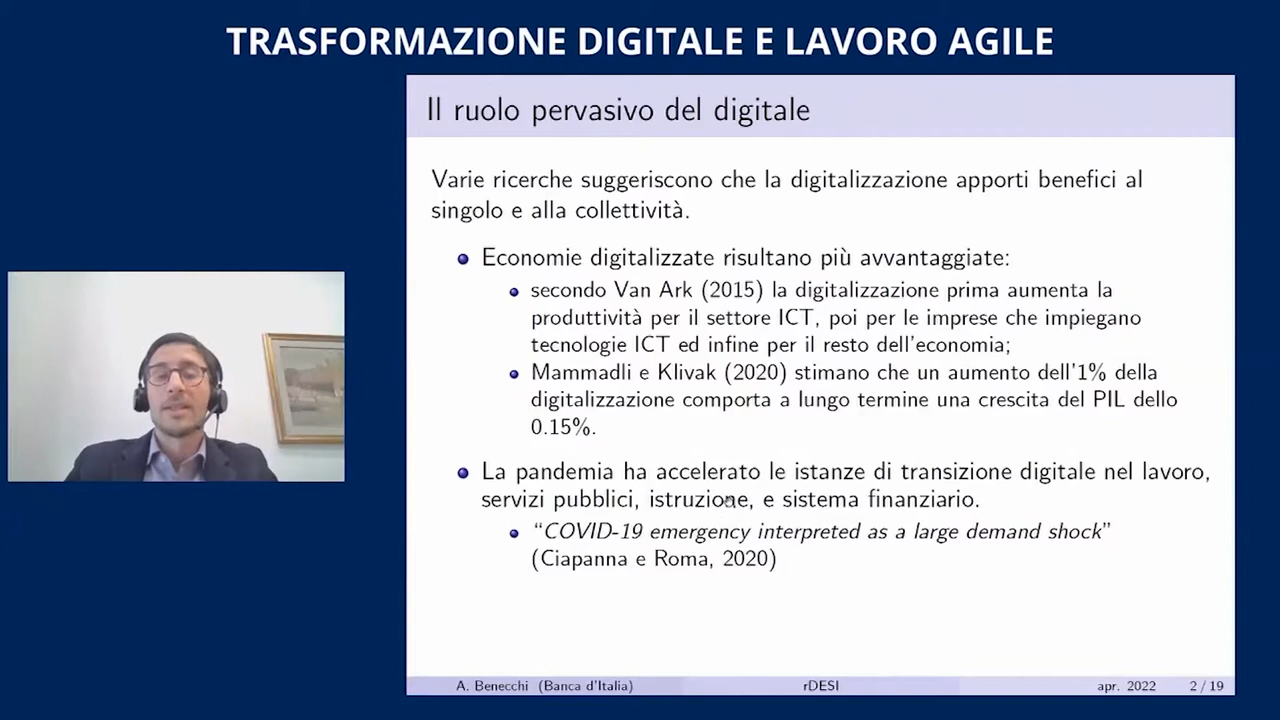 TRASFORMAZIONE DIGITALE E LAVORO AGILE
Il ruolo pervasivo del digitale
Varie ricerche suggeriscono che la digitalizzazione apporti benefici al
singolo e alla collettività.
Economie digitalizzate risultano più avvantaggiate:
secondo Van Ark (2015) la digitalizzazione prima aumenta la
produttività per il settore ICT, poi per le imprese che impiegano
tecnologie ICT ed infine per il resto dell'economia;
Mammadli e Klivak (2020) stimano che un aumento dell'1% della
digitalizzazione comporta a lungo termine una crescita del PIL dello
0.15%.
La pandemia ha accelerato le istanze di transizione digitale nel lavoro,
servizi pubblici, istruzione, e sistema finanziario.
“COVID-19 emergency interpreted as a large demand shock”
(Ciapanna e Roma, 2020)
A. Benecchi (Banca d'Italia) rDESI apr. 2022 2 / 19